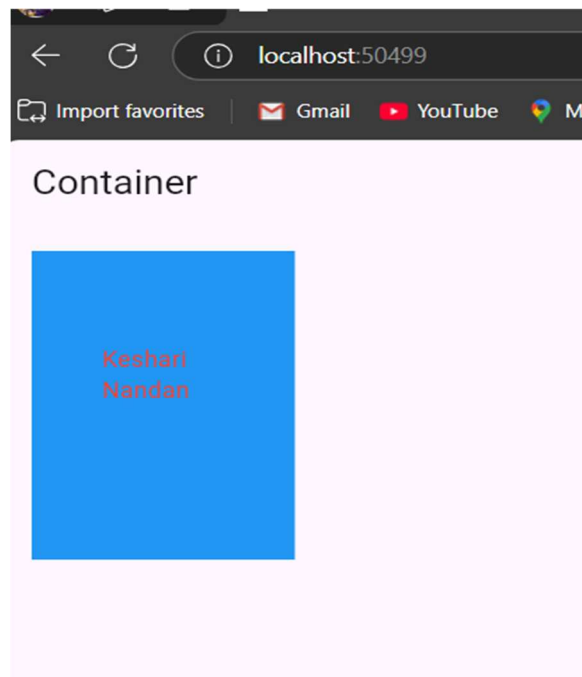 localhost:50499
Import favorites Gmail YouTube M
Container
Keshari
Nandan